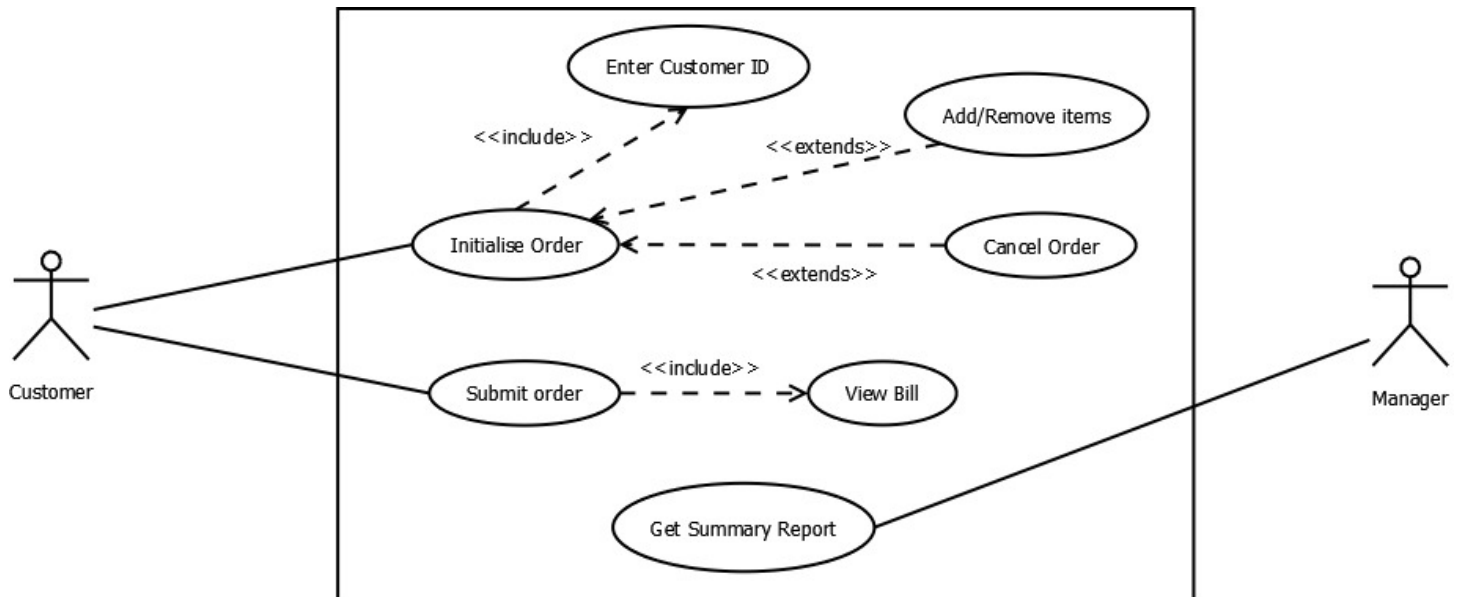 Enter Customer ID
Add/Remove items
<<include>>
<<extends>>
Initialise Order
Cancel Order
<<extends>>
Customer
Submit order
<<include>>
View Bill
Manager
Get Summary Report